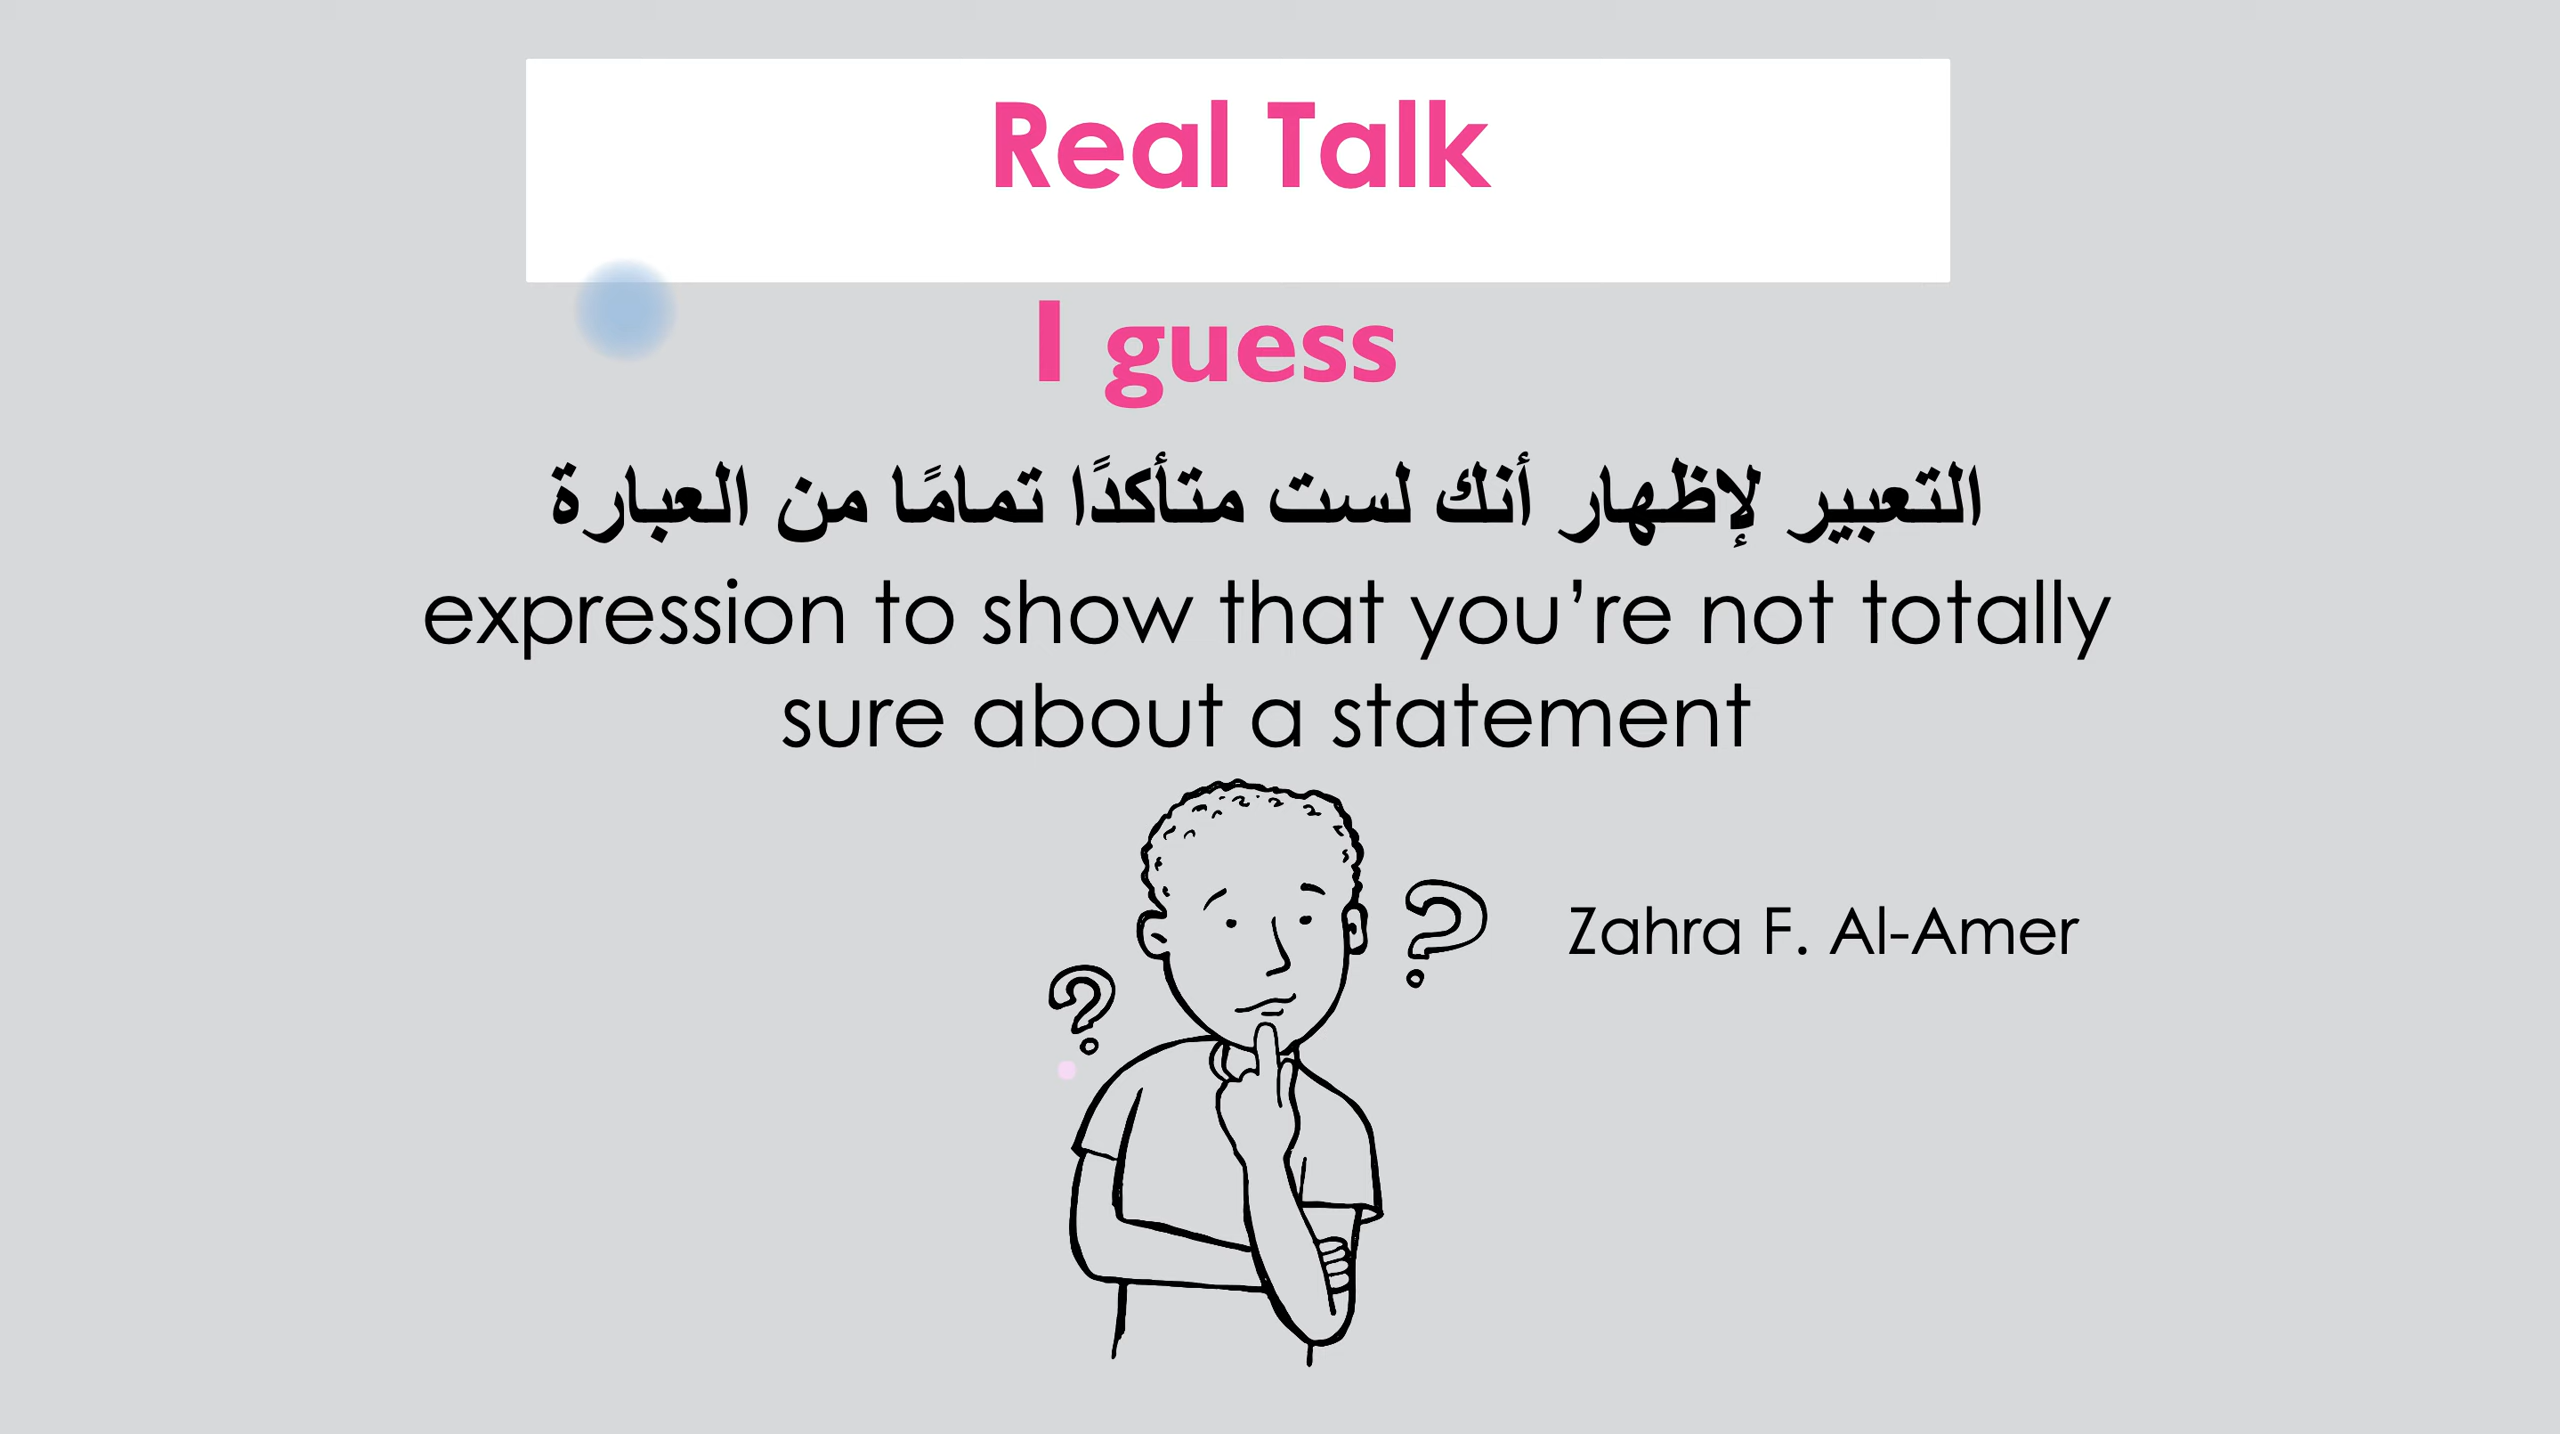 Real Talk
I guess
التعبير لإظهار أنك لست متأكدًا تمامًا من العبارة
expression to show that you’re not totally
sure about a statement
? ?
Zahra F. Al-Amer